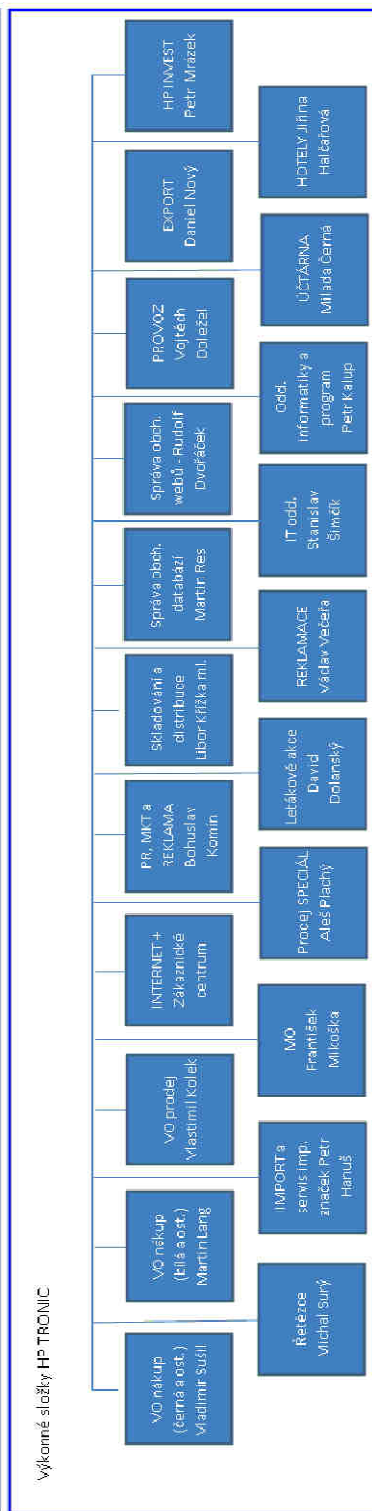 Výkonné složky HP TRONIC
VO nákup
(černá a ost.)
Vladimír Sušil
VO nákup
(bílá a ost.)
Martin Lang
VO prodej
Vlastimil Kolek
INTERNET +
Zákaznické
centrum
PR, MKT a
REKLAMA
Bohuslav
Komín
Skladování a
distribuce
Libor Křížka ml.
Správa obch.
databází
Martin Res
Správa obch.
webů - Rudolf
Dvořáček
PROVOZ
Vojtěch
Doležel
EXPORT
Daniel Nový
HP INVEST
Petr Mrázek
Řetězce
Michal Surý
IMPORT a
servis imp.
značek Petr
Hanuš
MO
František
Mikoška
Prodej SPECIÁL
Aleš Plachý
Letákové akce
David
Dolanský
REKLAMACE
Václav Večeřa
IT odd.
Stanislav
Šimčík
Odd.
Informatiky a
program
Petr Kalup
ÚČTÁRNA
Milada Černá
HOTELY Jiřina
Halčařová